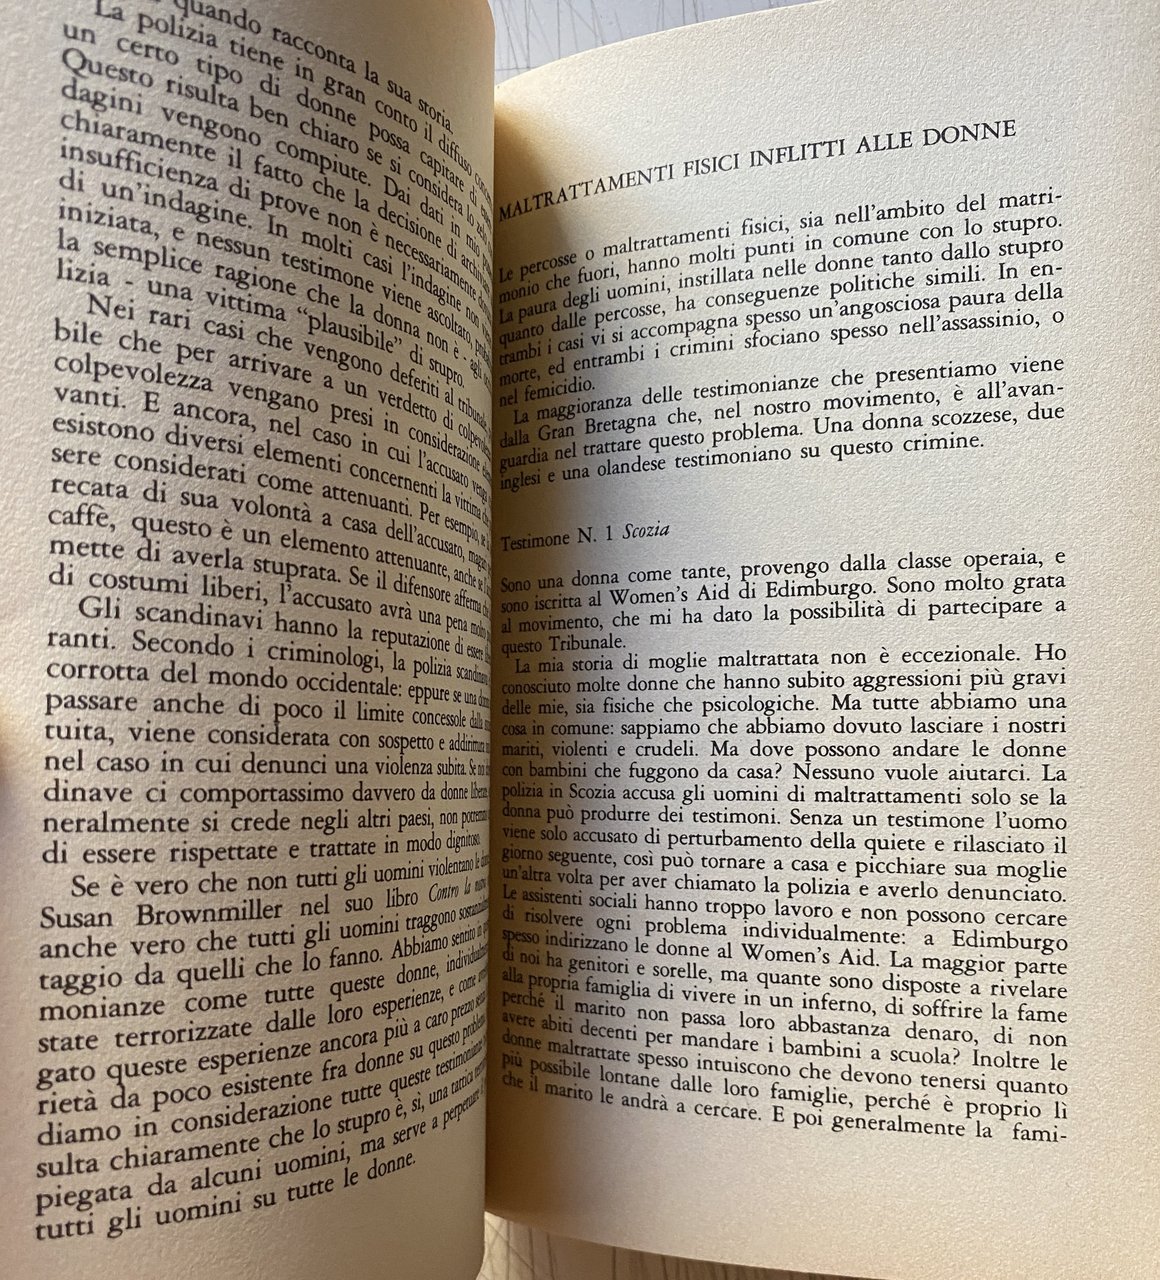 quando racconta la sua storia.
La polizia tiene in gran conto il diffuso
un certo tipo di donne possa capitare di
Questo risulta ben chiaro se si considera lo
dagini vengono compiute. Dai dati in mio
chiaramente il fatto che la decisione di
insufficienza di prove non è necessariamente
di un'indagine. In molti casi l'indagine non
iniziata, e nessun testimone viene ascoltato,
la semplice ragione che la donna non è - agli
lizia - una vittima "plausibile" di stupro.
Nei rari casi che vengono deferiti al tribunale,
bile che per arrivare a un verdetto di
colpevolezza vengano presi in considerazione
vanti. E ancora, nel caso in cui l'accusato venga
esistono diversi elementi concernenti la vittima che
sere considerati come attenuanti. Per esempio, se
recata di sua volontà a casa dell'accusato,
caffè, questo è un elemento attenuante, anche se
mette di averla stuprata. Se il difensore afferma che
di costumi liberi, l'accusato avrà una pena molto
Gli scandinavi hanno la reputazione di essere
ranti. Secondo i criminologi, la polizia
corrotta del mondo occidentale: eppure se una
passare anche di poco il limite concessole dalla
tuita, viene considerata con sospetto e
nel caso in cui denunci una violenza subita. Se
dinave ci comportassimo davvero da donne
neralmente si crede negli altri paesi, non
di essere rispettate e trattate in modo dignitoso.
Se è vero che non tutti gli uomini violentano le
Susan Brownmiller nel suo libro Contro la
anche vero che tutti gli uomini traggono
taggio da quelli che lo fanno. Abbiamo sentito
monianze come tutte queste donne,
state terrorizzate dalle loro esperienze, e come
gato queste esperienze ancora più a caro prezzo
rietà da poco esistente fra donne su questo
diamo in considerazione tutte queste testimonianze
sulta chiaramente che lo stupro è, sì, una tattica
piegata da alcuni uomini, ma serve a perpetuare
tutti gli uomini su tutte le donne.
MALTRATTAMENTI FISICI INFLITTI ALLE DONNE
Le percosse o maltrattamenti fisici, sia nell'ambito del matri-
monio che fuori, hanno molti punti in comune con lo stupro.
La paura degli uomini, instillata nelle donne tanto dallo stupro
quanto dalle percosse, ha conseguenze politiche simili. In en-
trambi i casi vi si accompagna spesso un'angosciosa paura della
morte, ed entrambi i crimini sfociano spesso nell'assassinio, o
nel femicidio.
La maggioranza delle testimonianze che presentiamo viene
dalla Gran Bretagna che, nel nostro movimento, è all'avan-
guardia nel trattare questo problema. Una donna scozzese, due
inglesi e una olandese testimoniano su questo crimine.
Testimone N. 1 Scozia
Sono una donna come tante, provengo dalla classe operaia, e
sono iscritta al Women's Aid di Edimburgo. Sono molto grata
al movimento, che mi ha dato la possibilità di partecipare a
questo Tribunale.
La mia storia di moglie maltrattata non è eccezionale. Ho
conosciuto molte donne che hanno subito aggressioni più gravi
delle mie, sia fisiche che psicologiche. Ma tutte abbiamo una
cosa in comune: sappiamo che abbiamo dovuto lasciare i nostri
mariti, violenti e crudeli. Ma dove possono andare le donne
con bambini che fuggono da casa? Nessuno vuole aiutarci. La
polizia in Scozia accusa gli uomini di maltrattamenti solo se la
donna può produrre dei testimoni. Senza un testimone l'uomo
viene solo accusato di perturbamento della quiete e rilasciato il
giorno seguente, così può tornare a casa e picchiare sua moglie
un'altra volta per aver chiamato la polizia e averlo denunciato.
Le assistenti sociali hanno troppo lavoro e non possono cercare
di risolvere ogni problema individualmente: a Edimburgo
spesso indirizzano le donne al Women's Aid. La maggior parte
di noi ha genitori e sorelle, ma quante sono disposte a rivelare
alla propria famiglia di vivere in un inferno, di soffrire la fame
perché il marito non passa loro abbastanza denaro, di non
avere abiti decenti per mandare i bambini a scuola? Inoltre le
donne maltrattate spesso intuiscono che devono tenersi quanto
più possibile lontane dalle loro famiglie, perché è proprio lì
che il marito le andrà a cercare. E poi generalmente la fami-